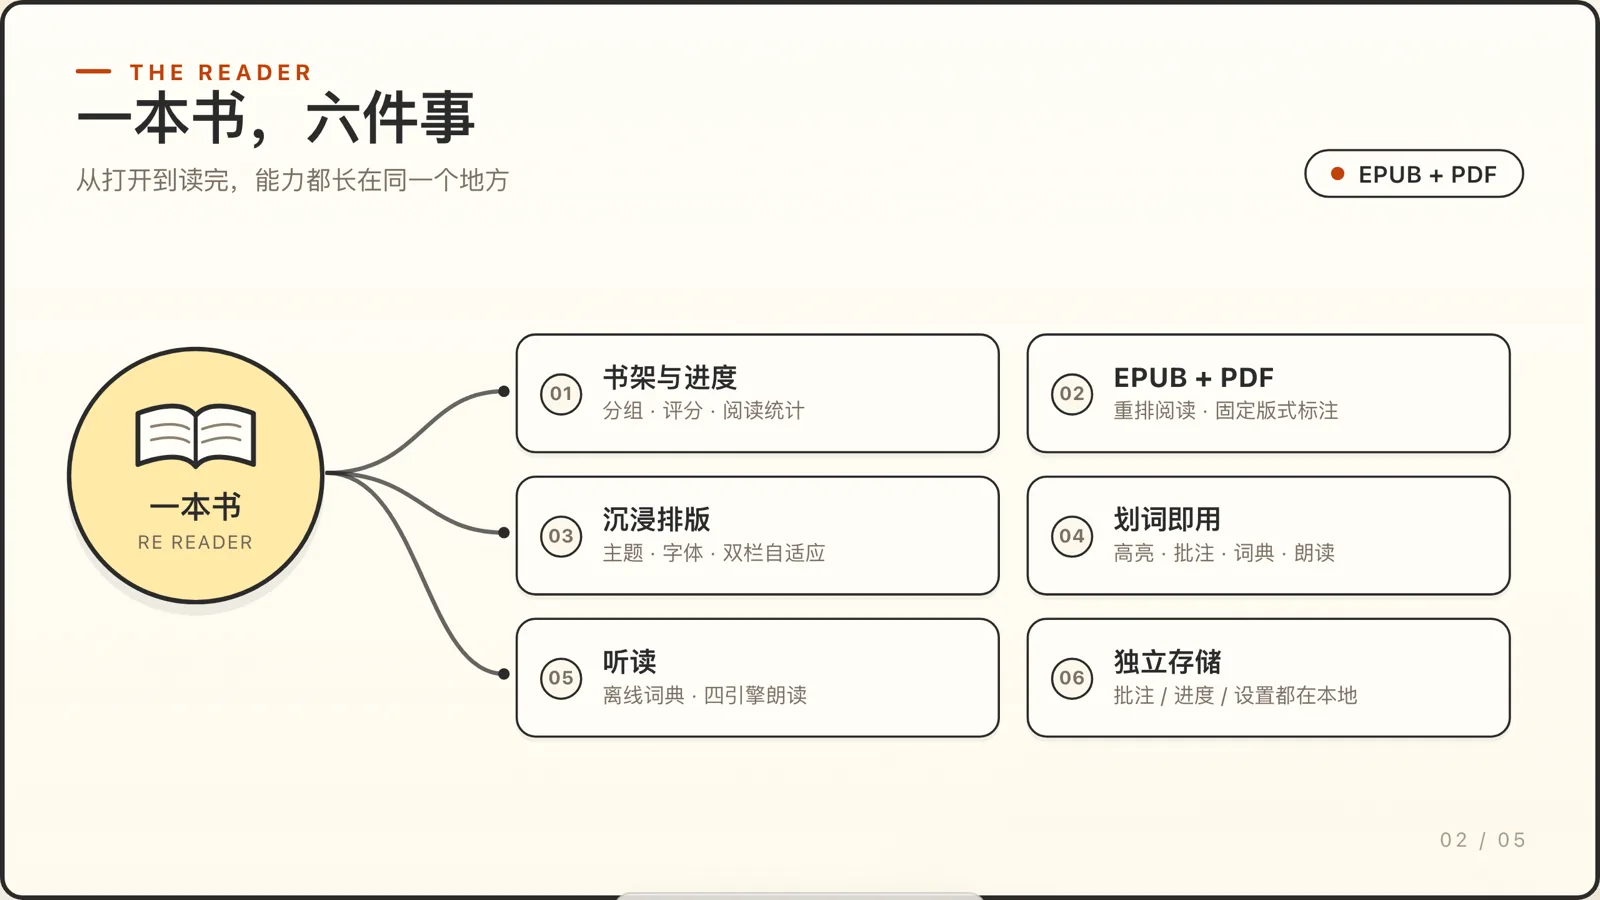 THE READER
一本书，六件事
从打开到读完，能力都长在同一个地方
EPUB + PDF
一本书
RE READER
01
书架与进度
分组 · 评分 · 阅读统计
02
EPUB + PDF
重排阅读 · 固定版式标注
03
沉浸排版
主题 · 字体 · 双栏自适应
04
划词即用
高亮 · 批注 · 词典 · 朗读
05
听读
离线词典 · 四引擎朗读
06
独立存储
批注 / 进度 / 设置都在本地
02 / 05